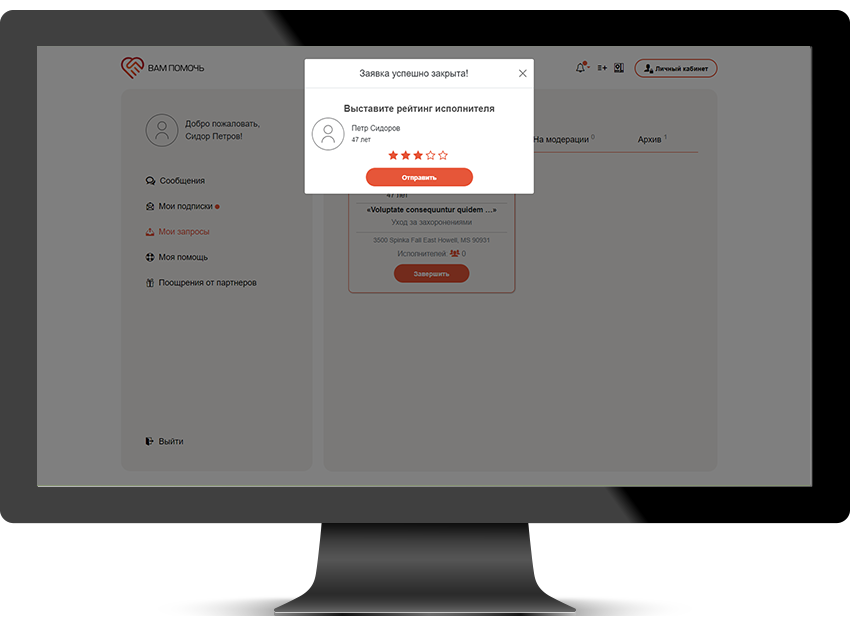 ВАМ ПОМОЧЬ
Личный кабинет
Заявка успешно закрыта!
Выставите рейтинг исполнителя
Петр Сидоров
47 лет
Отправить
Добро пожаловать,
Сидор Петров!
Сообщения
Мои подписки
Мои запросы
Моя помощь
Поощрения от партнеров
Выйти
На модерации 0
Архив 1
47 лет
«Voluptate consequuntur quidem ...»
Уход за захоронениями
3500 Spinka Fall East Howell, MS 90931
Исполнителей: 0
Завершить